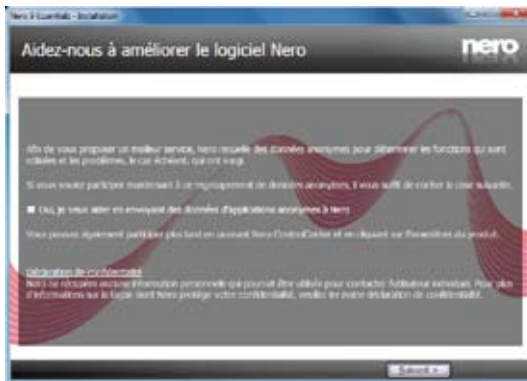 Nero 9 Essentials - Installation
Aidez-nous à améliorer le logiciel Nero
nero
Afin de vous proposer un meilleur service, Nero recueille des données anonymes pour déterminer les fonctions qui sont
utilisées et les problèmes, le cas échéant, qui ont surgi.
Si vous voulez participer maintenant à ce regroupement de données anonymes, il vous suffit de cocher la case suivante.
Oui, je veux aider en envoyant des données d'applications anonymes à Nero
Vous pouvez également participer plus tard en ouvrant Nero ControlCenter et en cliquant sur Paramètres du produit.
Déclaration de confidentialité
Nero ne récupère aucune information personnelle qui pourrait être utilisée pour contacter l'utilisateur individuel. Pour plus
d'informations sur la façon dont Nero protège votre confidentialité, veuillez lire notre déclaration de confidentialité.
Suivant >